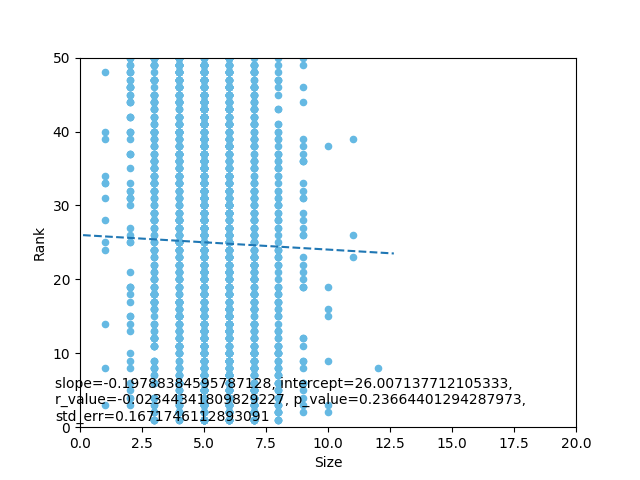 50
40
30
20
10
0
Rank
slope=-0.19788384595787128, intercept=26.007137712105333,
r_value=-0.02344341809829227, p_value=0.23664401294287973,
std_err=0.1671746112893091
0.0 2.5 5.0 7.5 10.0 12.5 15.0 17.5 20.0
Size